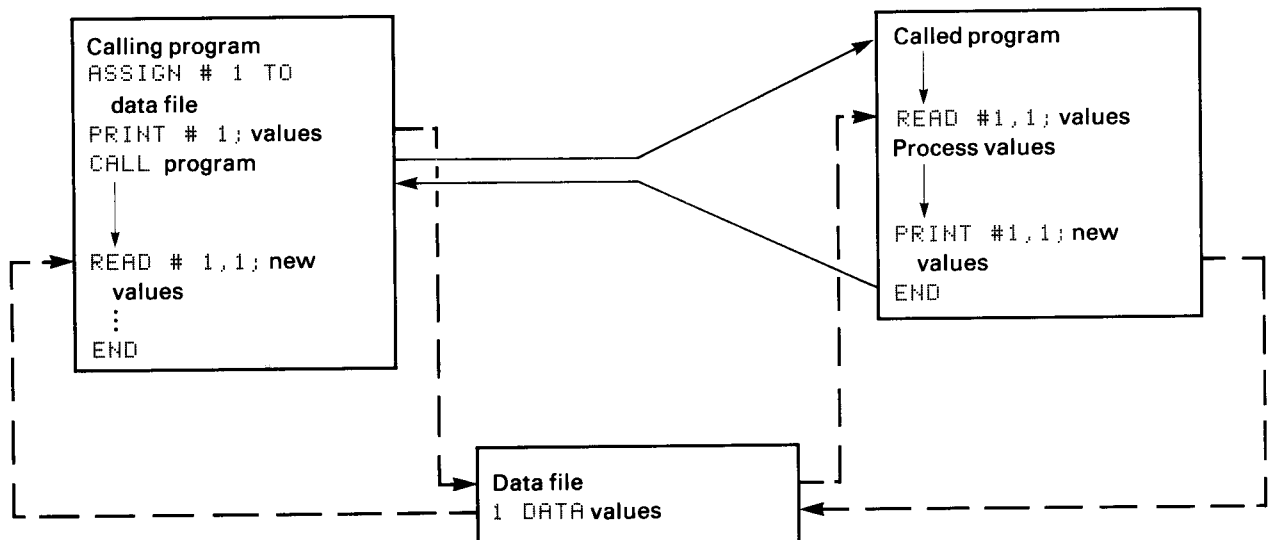 Calling program
ASSIGN # 1 TO
data file
PRINT # 1; values
CALL program
READ # 1,1; new
values
⋮
END
Called program
READ #1,1; values
Process values
PRINT #1,1; new
values
END
Data file
1 DATA values